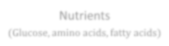 Nutrients
(Glucose, amino acids, fatty acids)